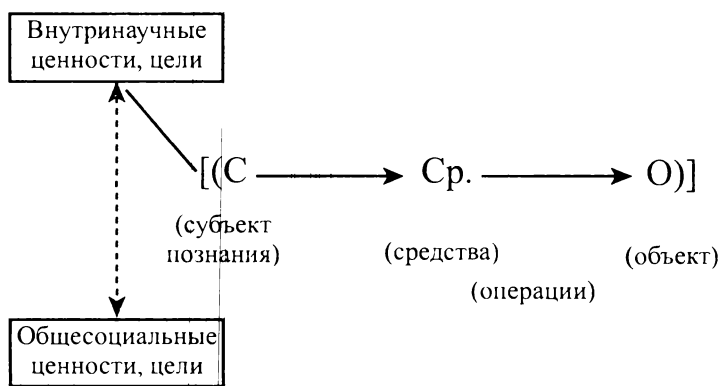 Внутринаучные
ценности, цели
[(С Ср. О)]
(субъект
познания)
(средства)
(объект)
(операции)
Общесоциальные
ценности, цели